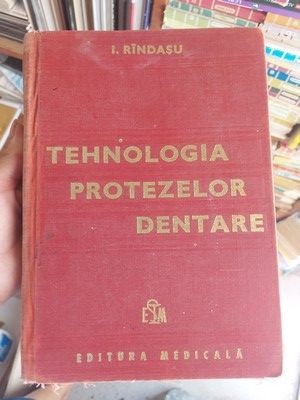 I. RÎNDAȘU
TEHNOLOGIA
PROTEZELOR
DENTARE
EM
EDITURA MEDICALĂ